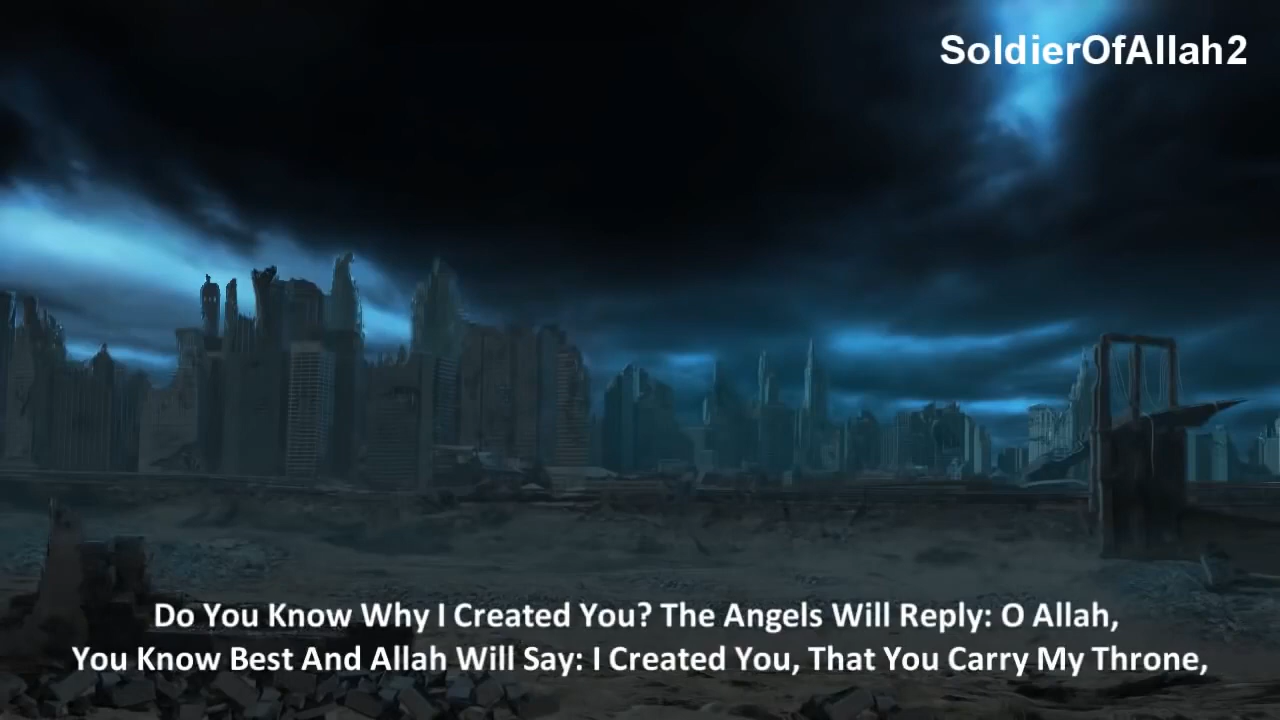 SoldierOfAllah2
Do You Know Why I Created You? The Angels Will Reply: O Allah,
You Know Best And Allah Will Say: I Created You, That You Carry My Throne,